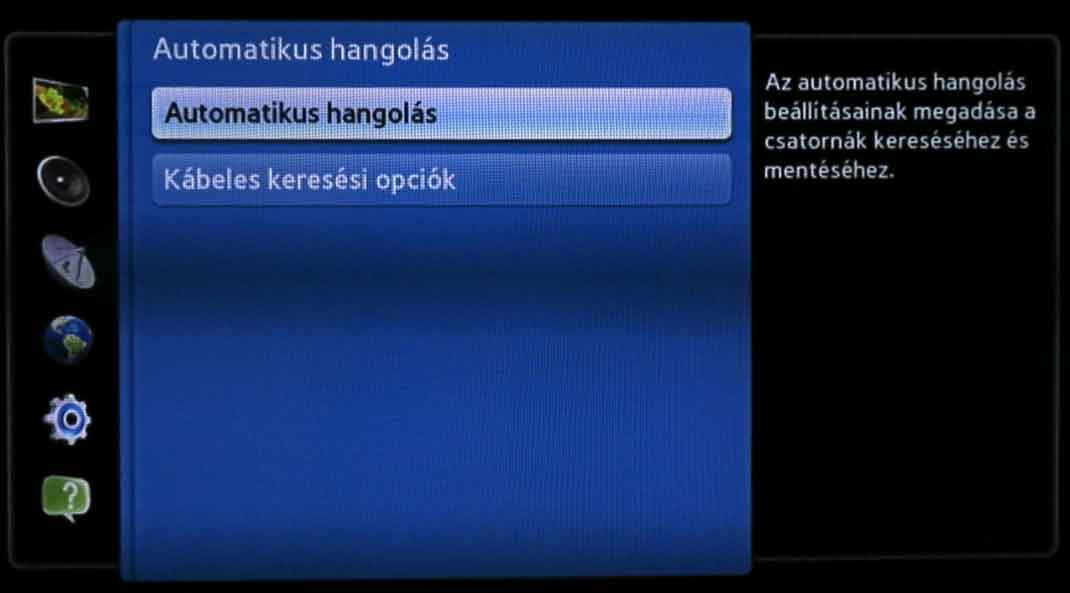 Automatikus hangolás
Automatikus hangolás
Kábeles keresési opciók
Az automatikus hangolás
beállításainak megadása a
csatornák kereséséhez és
mentéséhez.
?